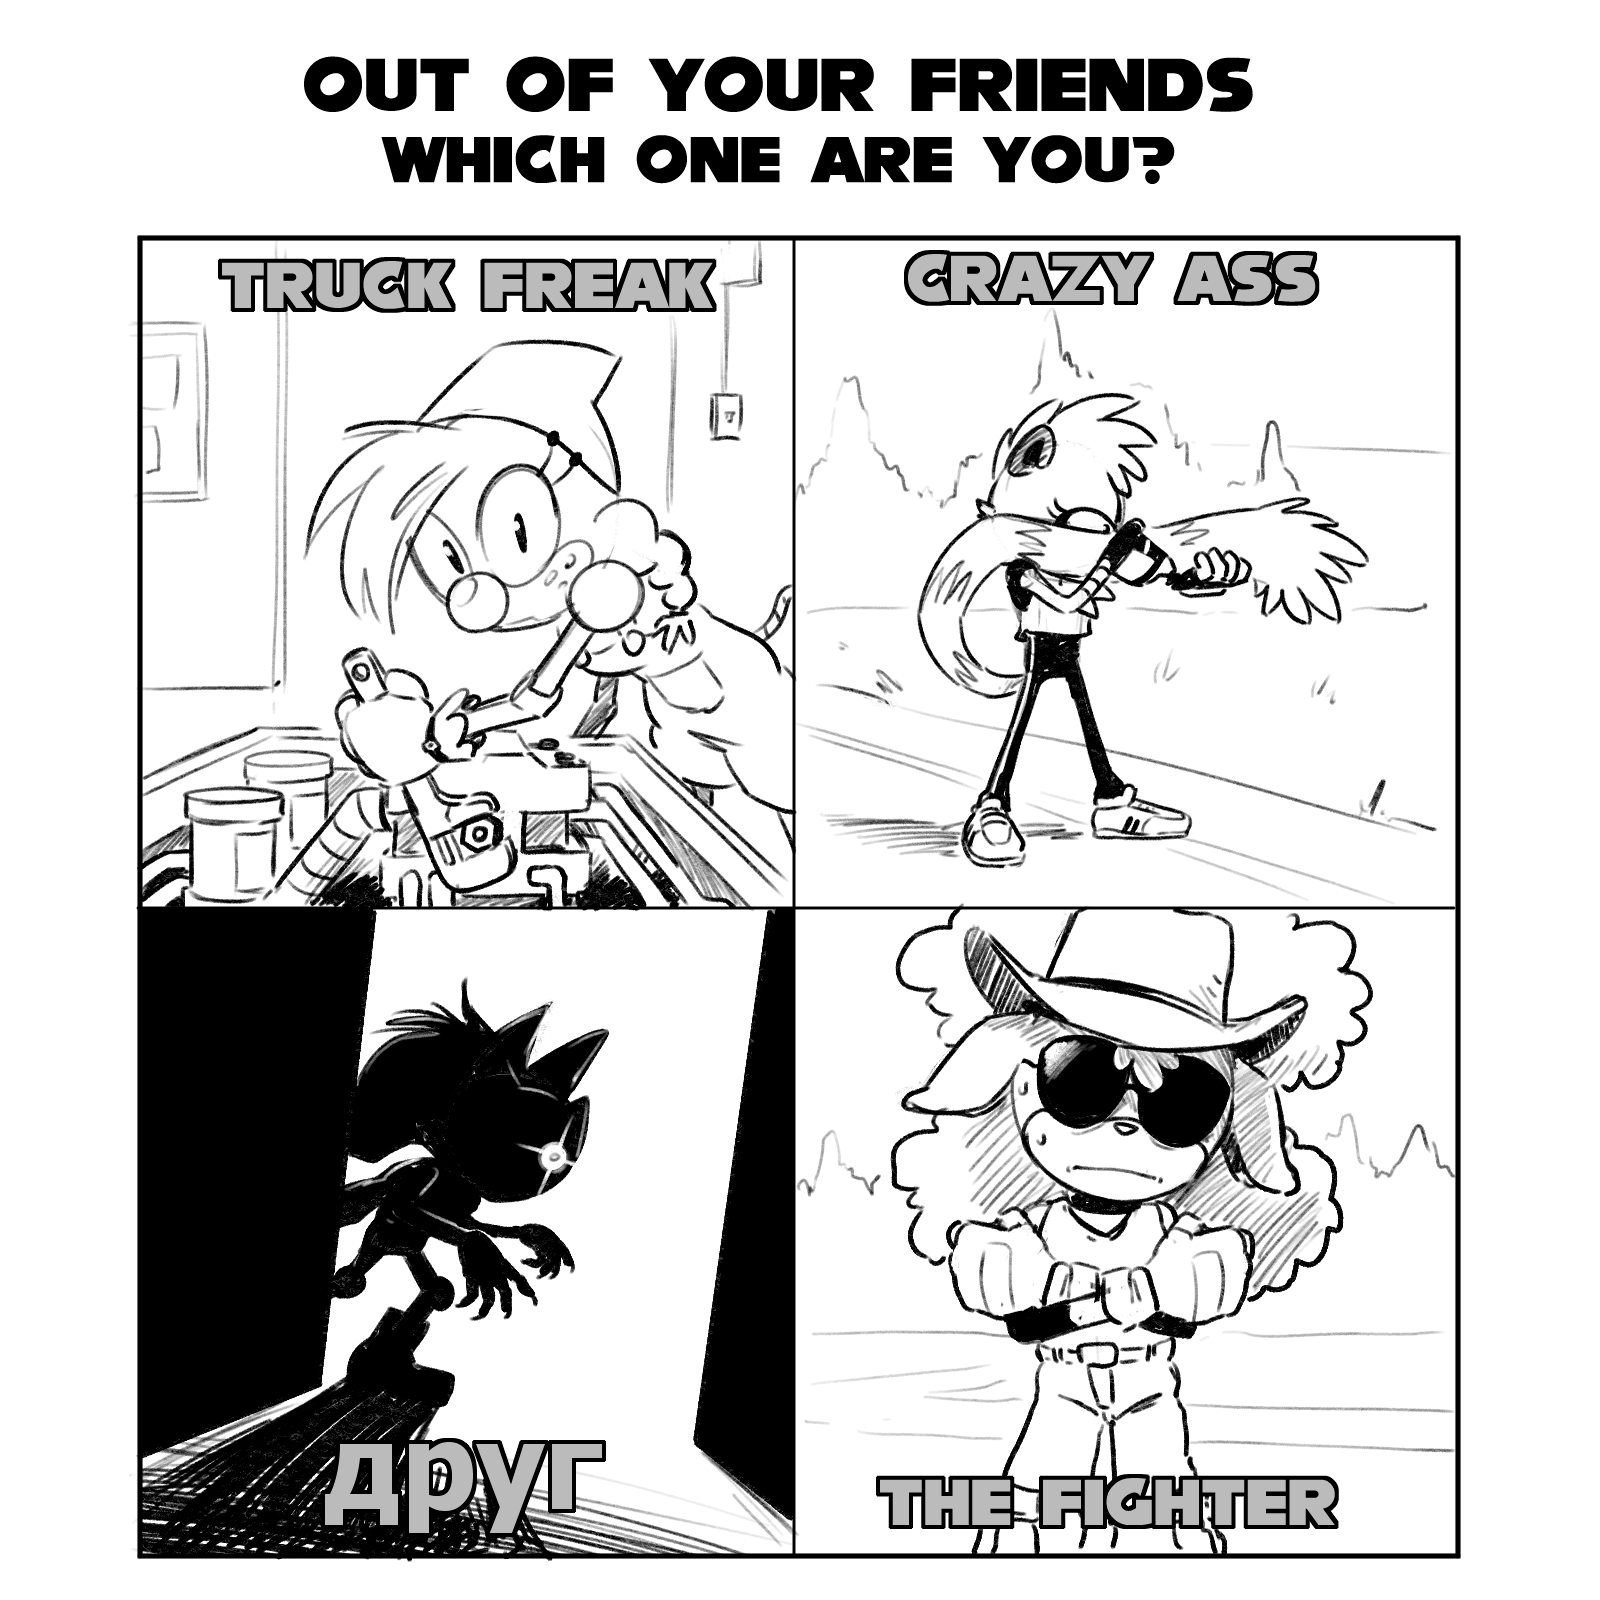 OUT OF YOUR FRIENDS
WHICH ONE ARE YOU?
TRUCK FREAK
CRAZY ASS
друг
THE FIGHTER